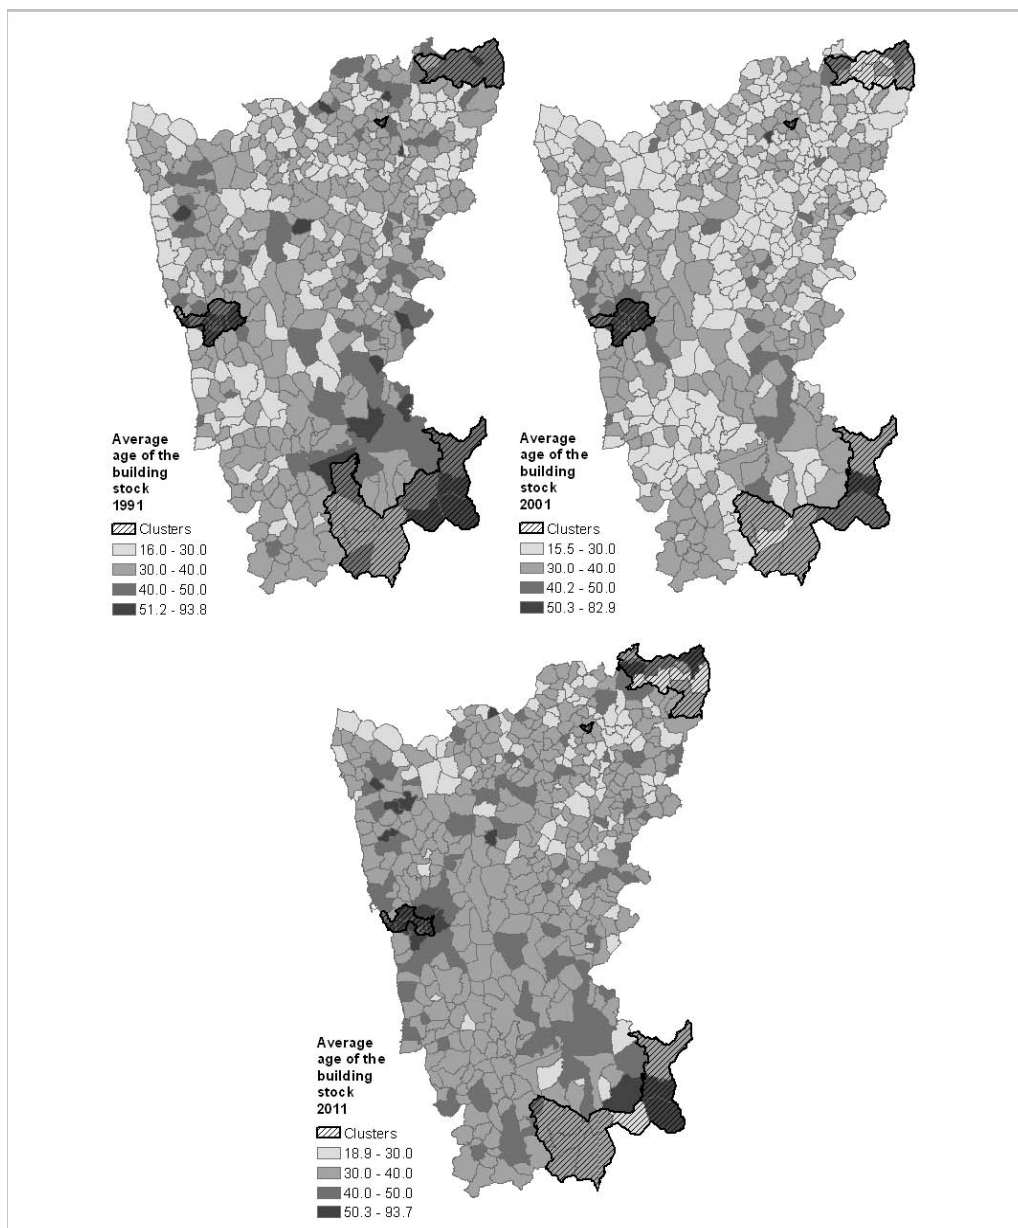 Average
age of the
building
stock
1991
Clusters
16.0 - 30.0
30.0 - 40.0
40.0 - 50.0
51.2 - 93.8
Average
age of the
building
stock
2001
Clusters
15.5 - 30.0
30.0 - 40.0
40.2 - 50.0
50.3 - 82.9
Average
age of the
building
stock
2011
Clusters
18.9 - 30.0
30.0 - 40.0
40.0 - 50.0
50.3 - 93.7